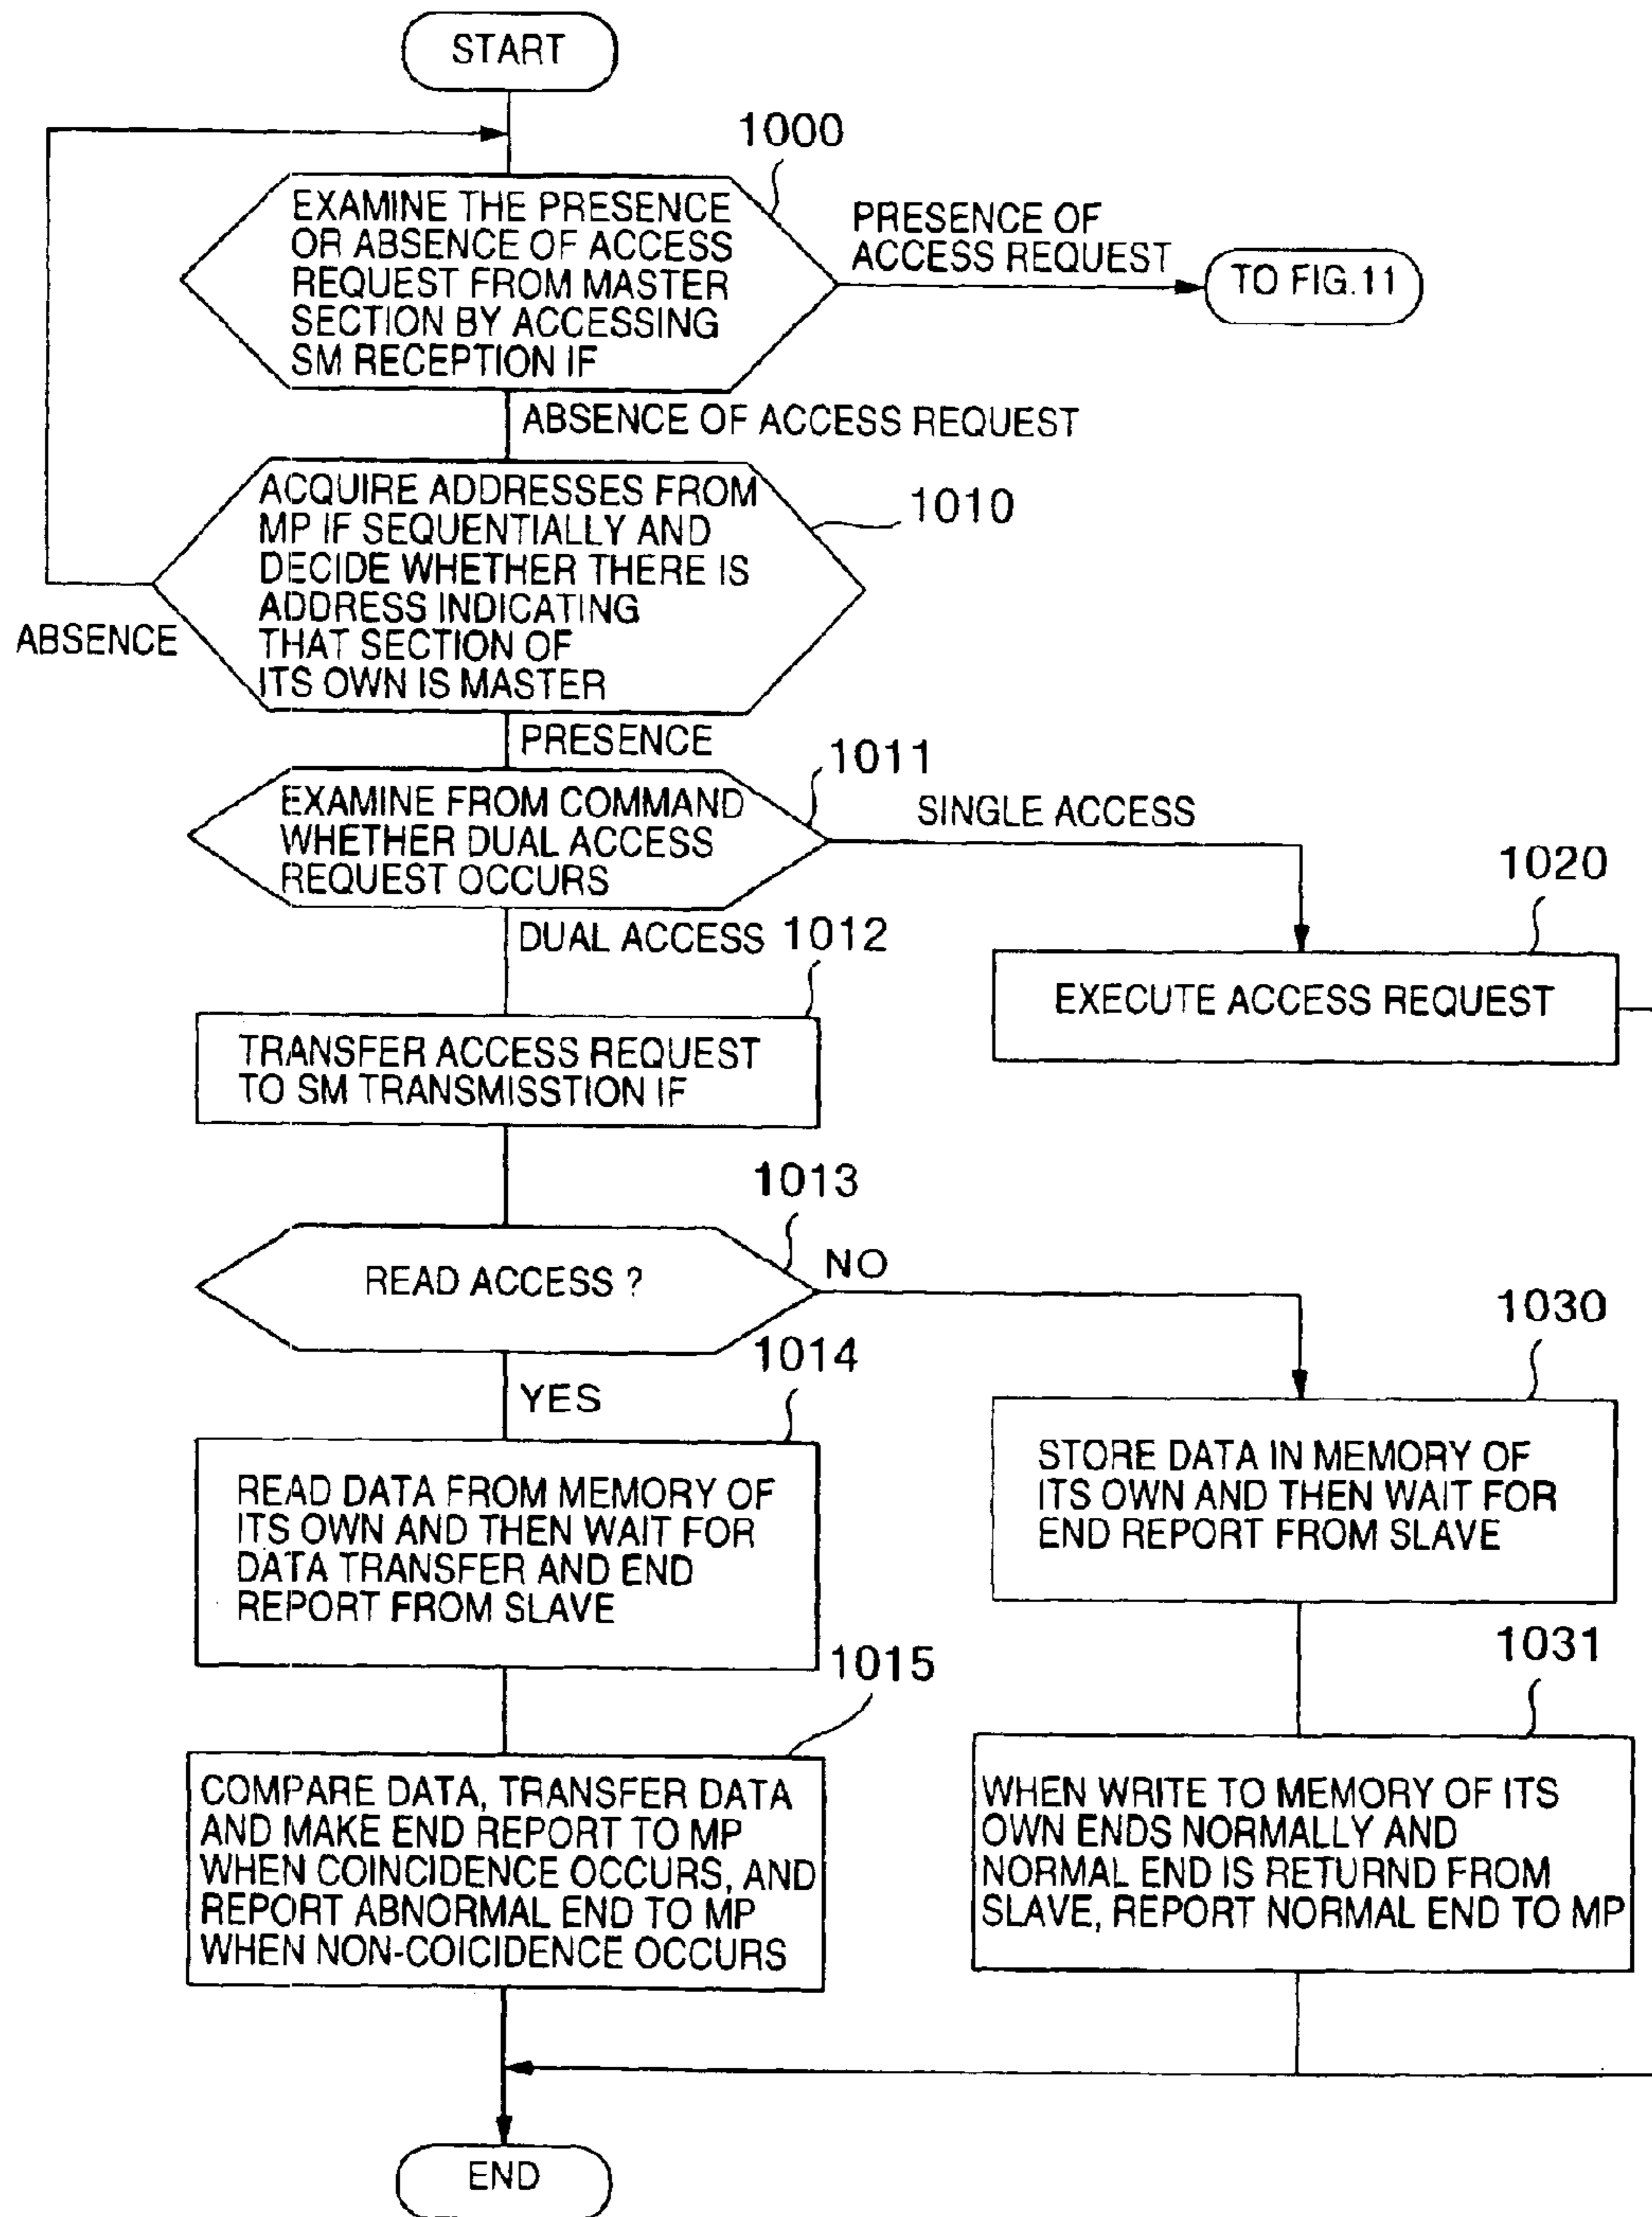 START
1000
EXAMINE THE PRESENCE
OR ABSENCE OF ACCESS
REQUEST FROM MASTER
SECTION BY ACCESSING
SM RECEPTION IF
PRESENCE OF
ACCESS REQUEST
TO FIG.11
ABSENCE OF ACCESS REQUEST
ACQUIRE ADDRESSES FROM
MP IF SEQUENTIALLY AND
DECIDE WHETHER THERE IS
ADDRESS INDICATING
THAT SECTION OF
ITS OWN IS MASTER
1010
ABSENCE
PRESENCE
1011
EXAMINE FROM COMMAND
WHETHER DUAL ACCESS
REQUEST OCCURS
SINGLE ACCESS
1020
EXECUTE ACCESS REQUEST
DUAL ACCESS
1012
TRANSFER ACCESS REQUEST
TO SM TRANSMISSTION IF
1013
READ ACCESS ?
NO
YES
1014
READ DATA FROM MEMORY OF
ITS OWN AND THEN WAIT FOR
DATA TRANSFER AND END
REPORT FROM SLAVE
1030
STORE DATA IN MEMORY OF
ITS OWN AND THEN WAIT FOR
END REPORT FROM SLAVE
1015
COMPARE DATA, TRANSFER DATA
AND MAKE END REPORT TO MP
WHEN COINCIDENCE OCCURS, AND
REPORT ABNORMAL END TO MP
WHEN NON-COICIDENCE OCCURS
1031
WHEN WRITE TO MEMORY OF ITS
OWN ENDS NORMALLY AND
NORMAL END IS RETURND FROM
SLAVE, REPORT NORMAL END TO MP
END